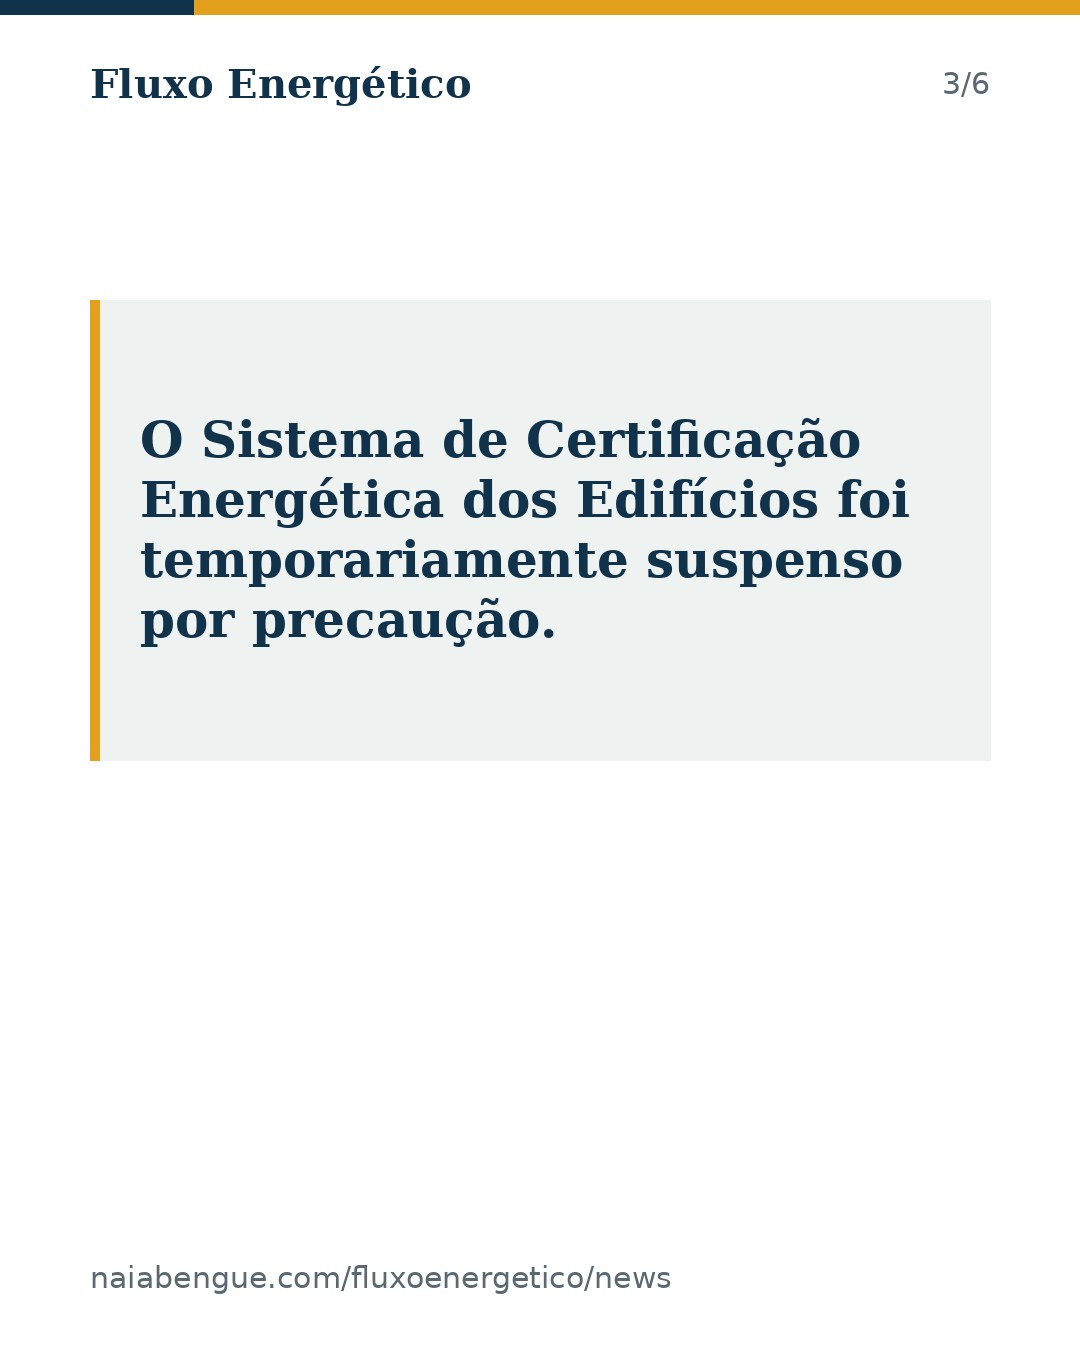 Fluxo Energético
3/6
O Sistema de Certificação
Energética dos Edifícios foi
temporariamente suspenso
por precaução.
naiabengue.com/fluxoenergetico/news